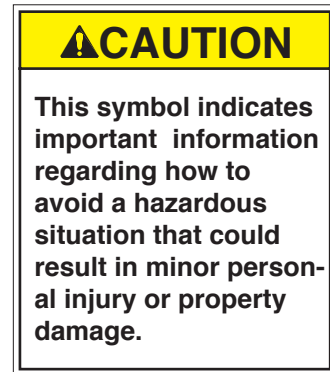 CAUTION
This symbol indicates
important information
regarding how to
avoid a hazardous
situation that could
result in minor person-
al injury or property
damage.